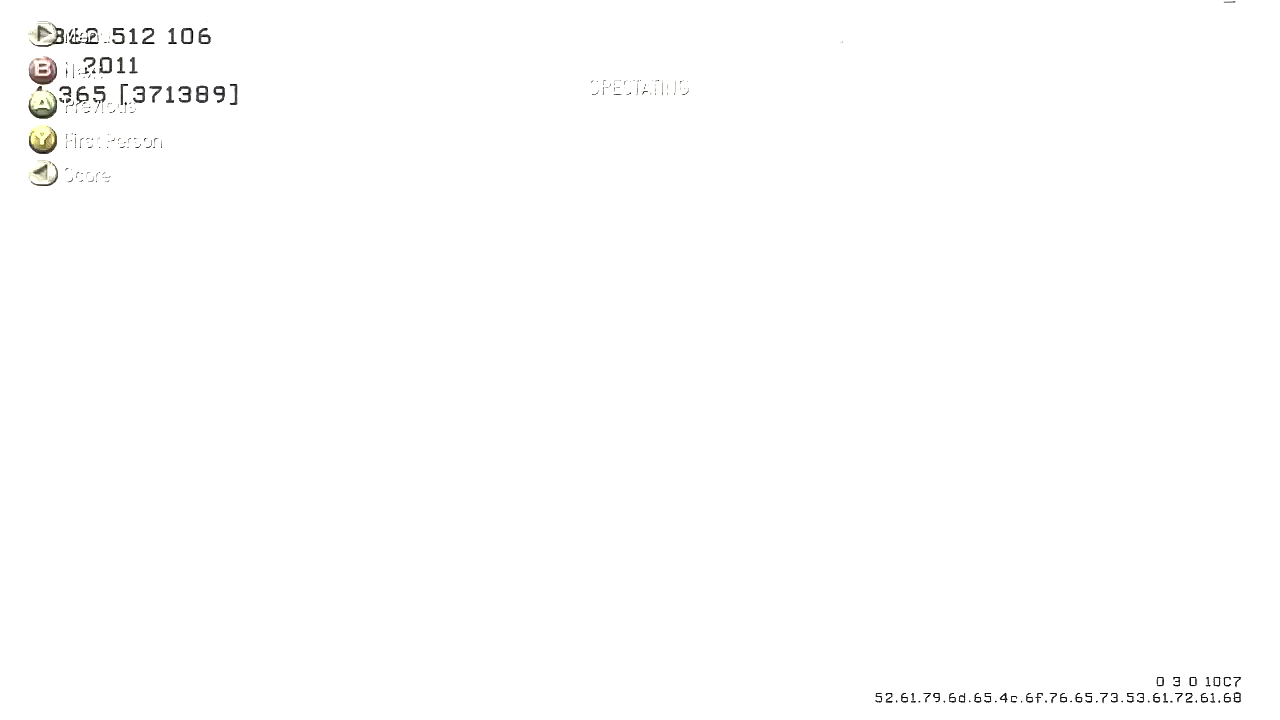 512 106
Menu
2011
B Next
365 [371389]
A Previous
SPECTATING
Y First Person
Score
0 3 0 10C7
52.61.79.6d.65.4c.6f.76.65.73.53.61.72.61.68